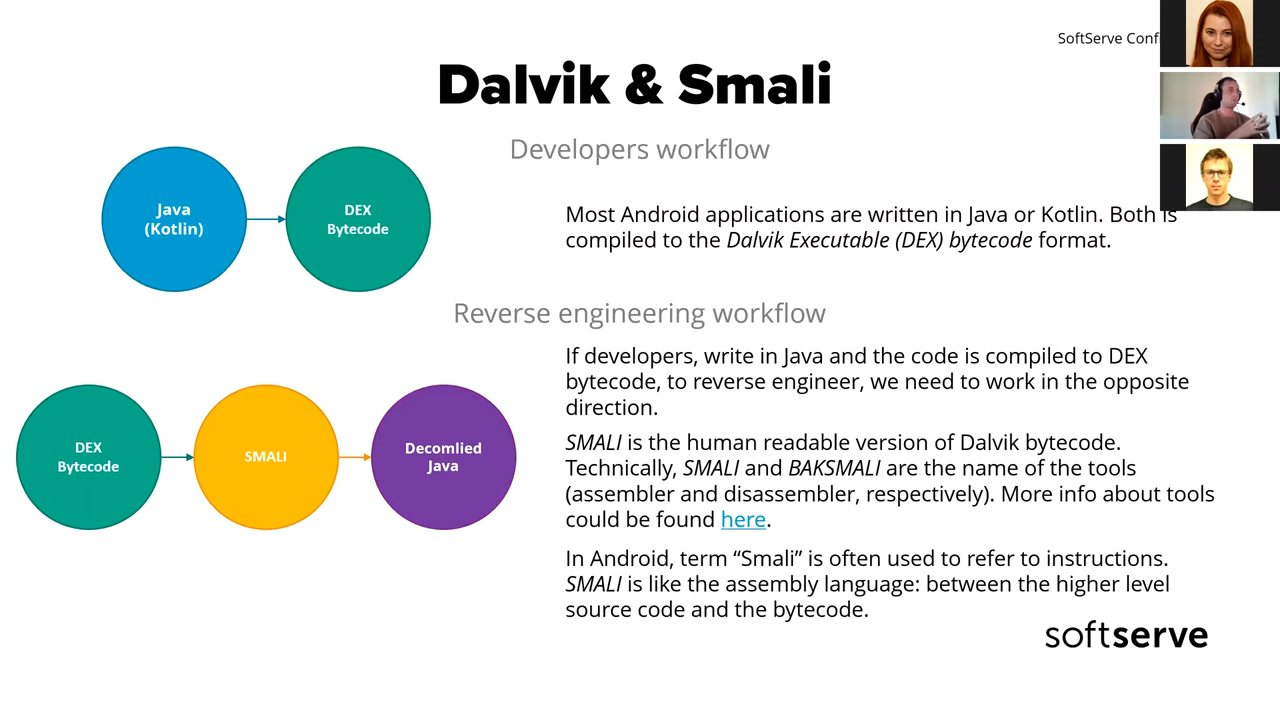 SoftServe Conf
Dalvik & Smali
Developers workflow
Java
(Kotlin)
DEX
Bytecode
Most Android applications are written in Java or Kotlin. Both is
compiled to the Dalvik Executable (DEX) bytecode format.
Reverse engineering workflow
DEX
Bytecode
SMALI
Decomlied
Java
If developers, write in Java and the code is compiled to DEX
bytecode, to reverse engineer, we need to work in the opposite
direction.
SMALI is the human readable version of Dalvik bytecode.
Technically, SMALI and BAKSMALI are the name of the tools
(assembler and disassembler, respectively). More info about tools
could be found here.
In Android, term “Smali” is often used to refer to instructions.
SMALI is like the assembly language: between the higher level
source code and the bytecode.
softserve